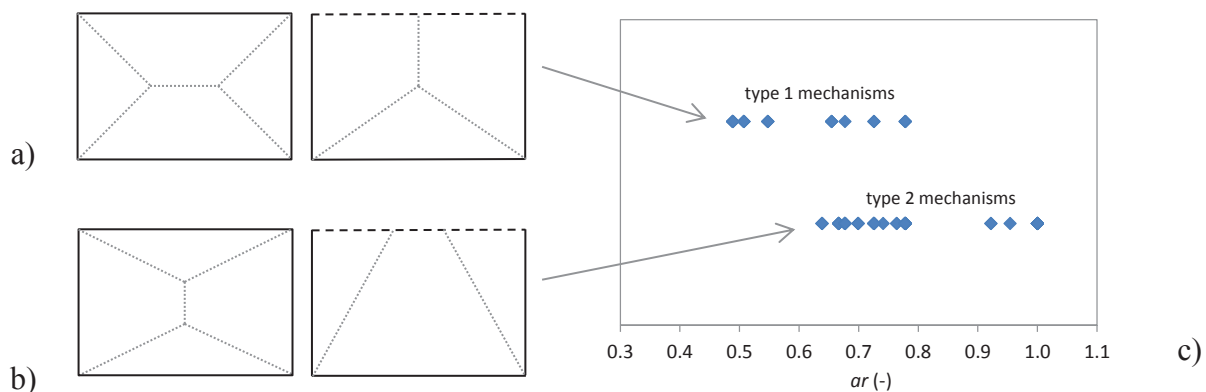 a)
type 1 mechanisms
type 2 mechanisms
b)
0.3 0.4 0.5 0.6 0.7 0.8 0.9 1.0 1.1
ar (-)
c)